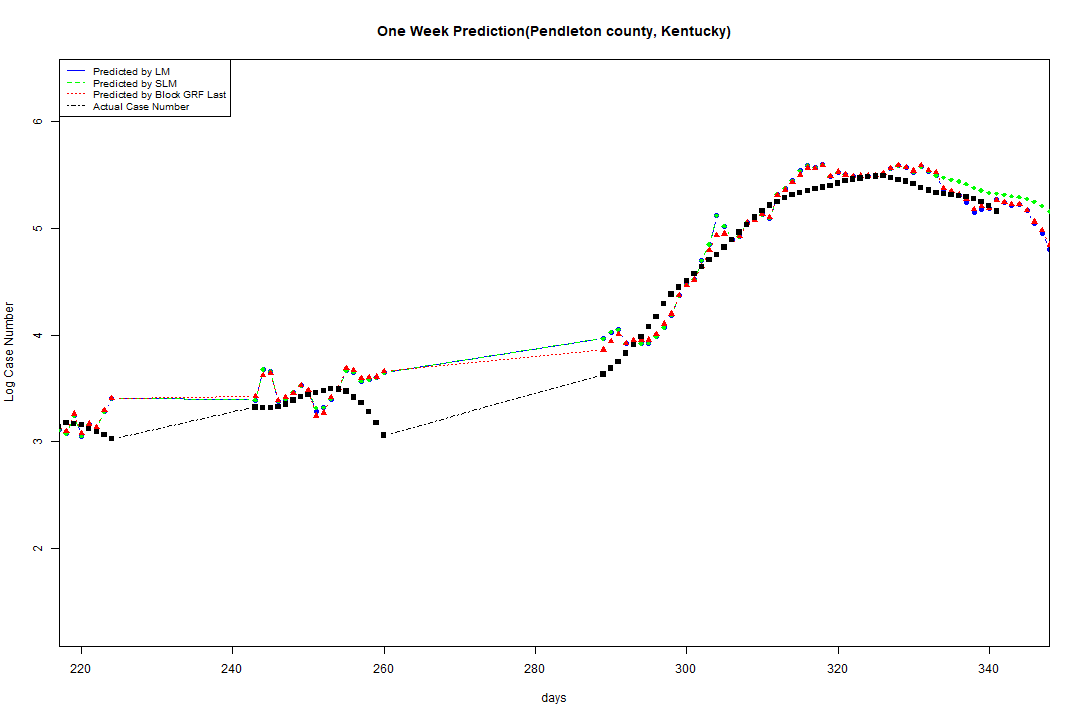 One Week Prediction(Pendleton county, Kentucky)
Predicted by LM
Predicted by SLM
Predicted by Block GRF Last
Actual Case Number
Log Case Number
6
5
4
3
2
220 240 260 280 300 320 340
days